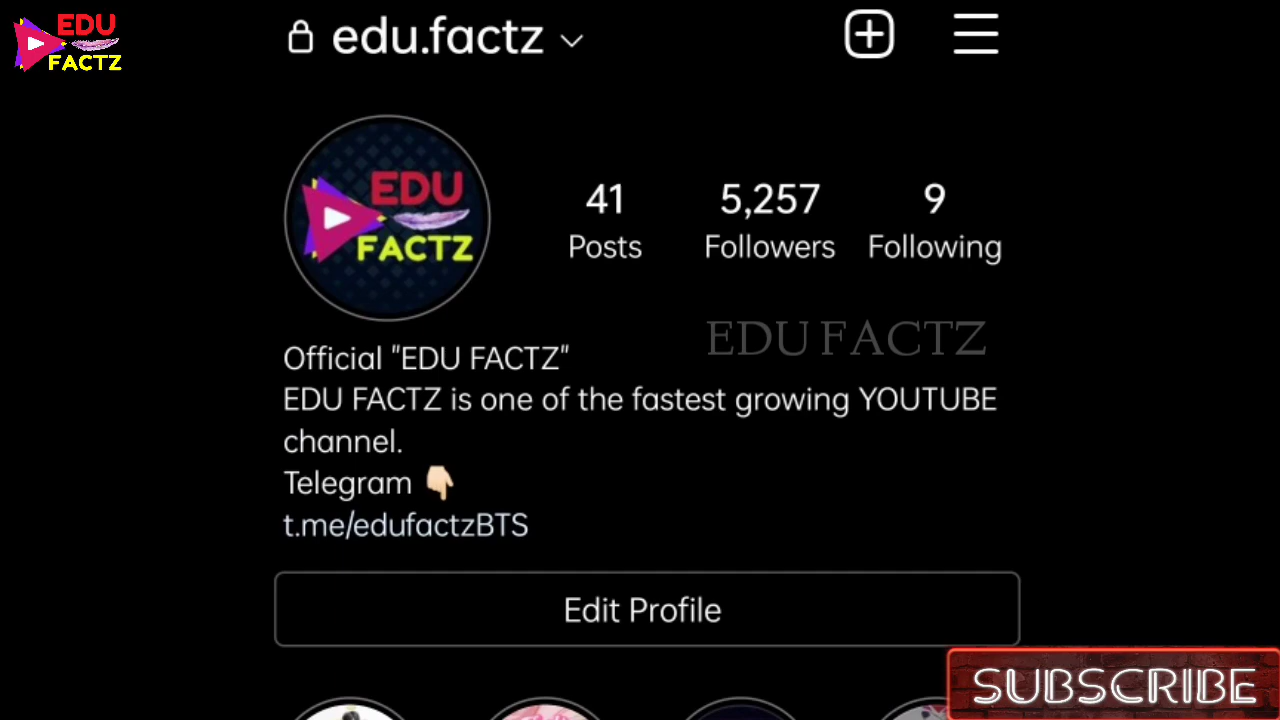 EDU
FACTZ
edu.factz
EDU
FACTZ
41
Posts
5,257
Followers
9
Following
EDU FACTZ
Official "EDU FACTZ"
EDU FACTZ is one of the fastest growing YOUTUBE
channel.
Telegram 👇🏻
t.me/edufactzBTS
Edit Profile
SUBSCRIBE